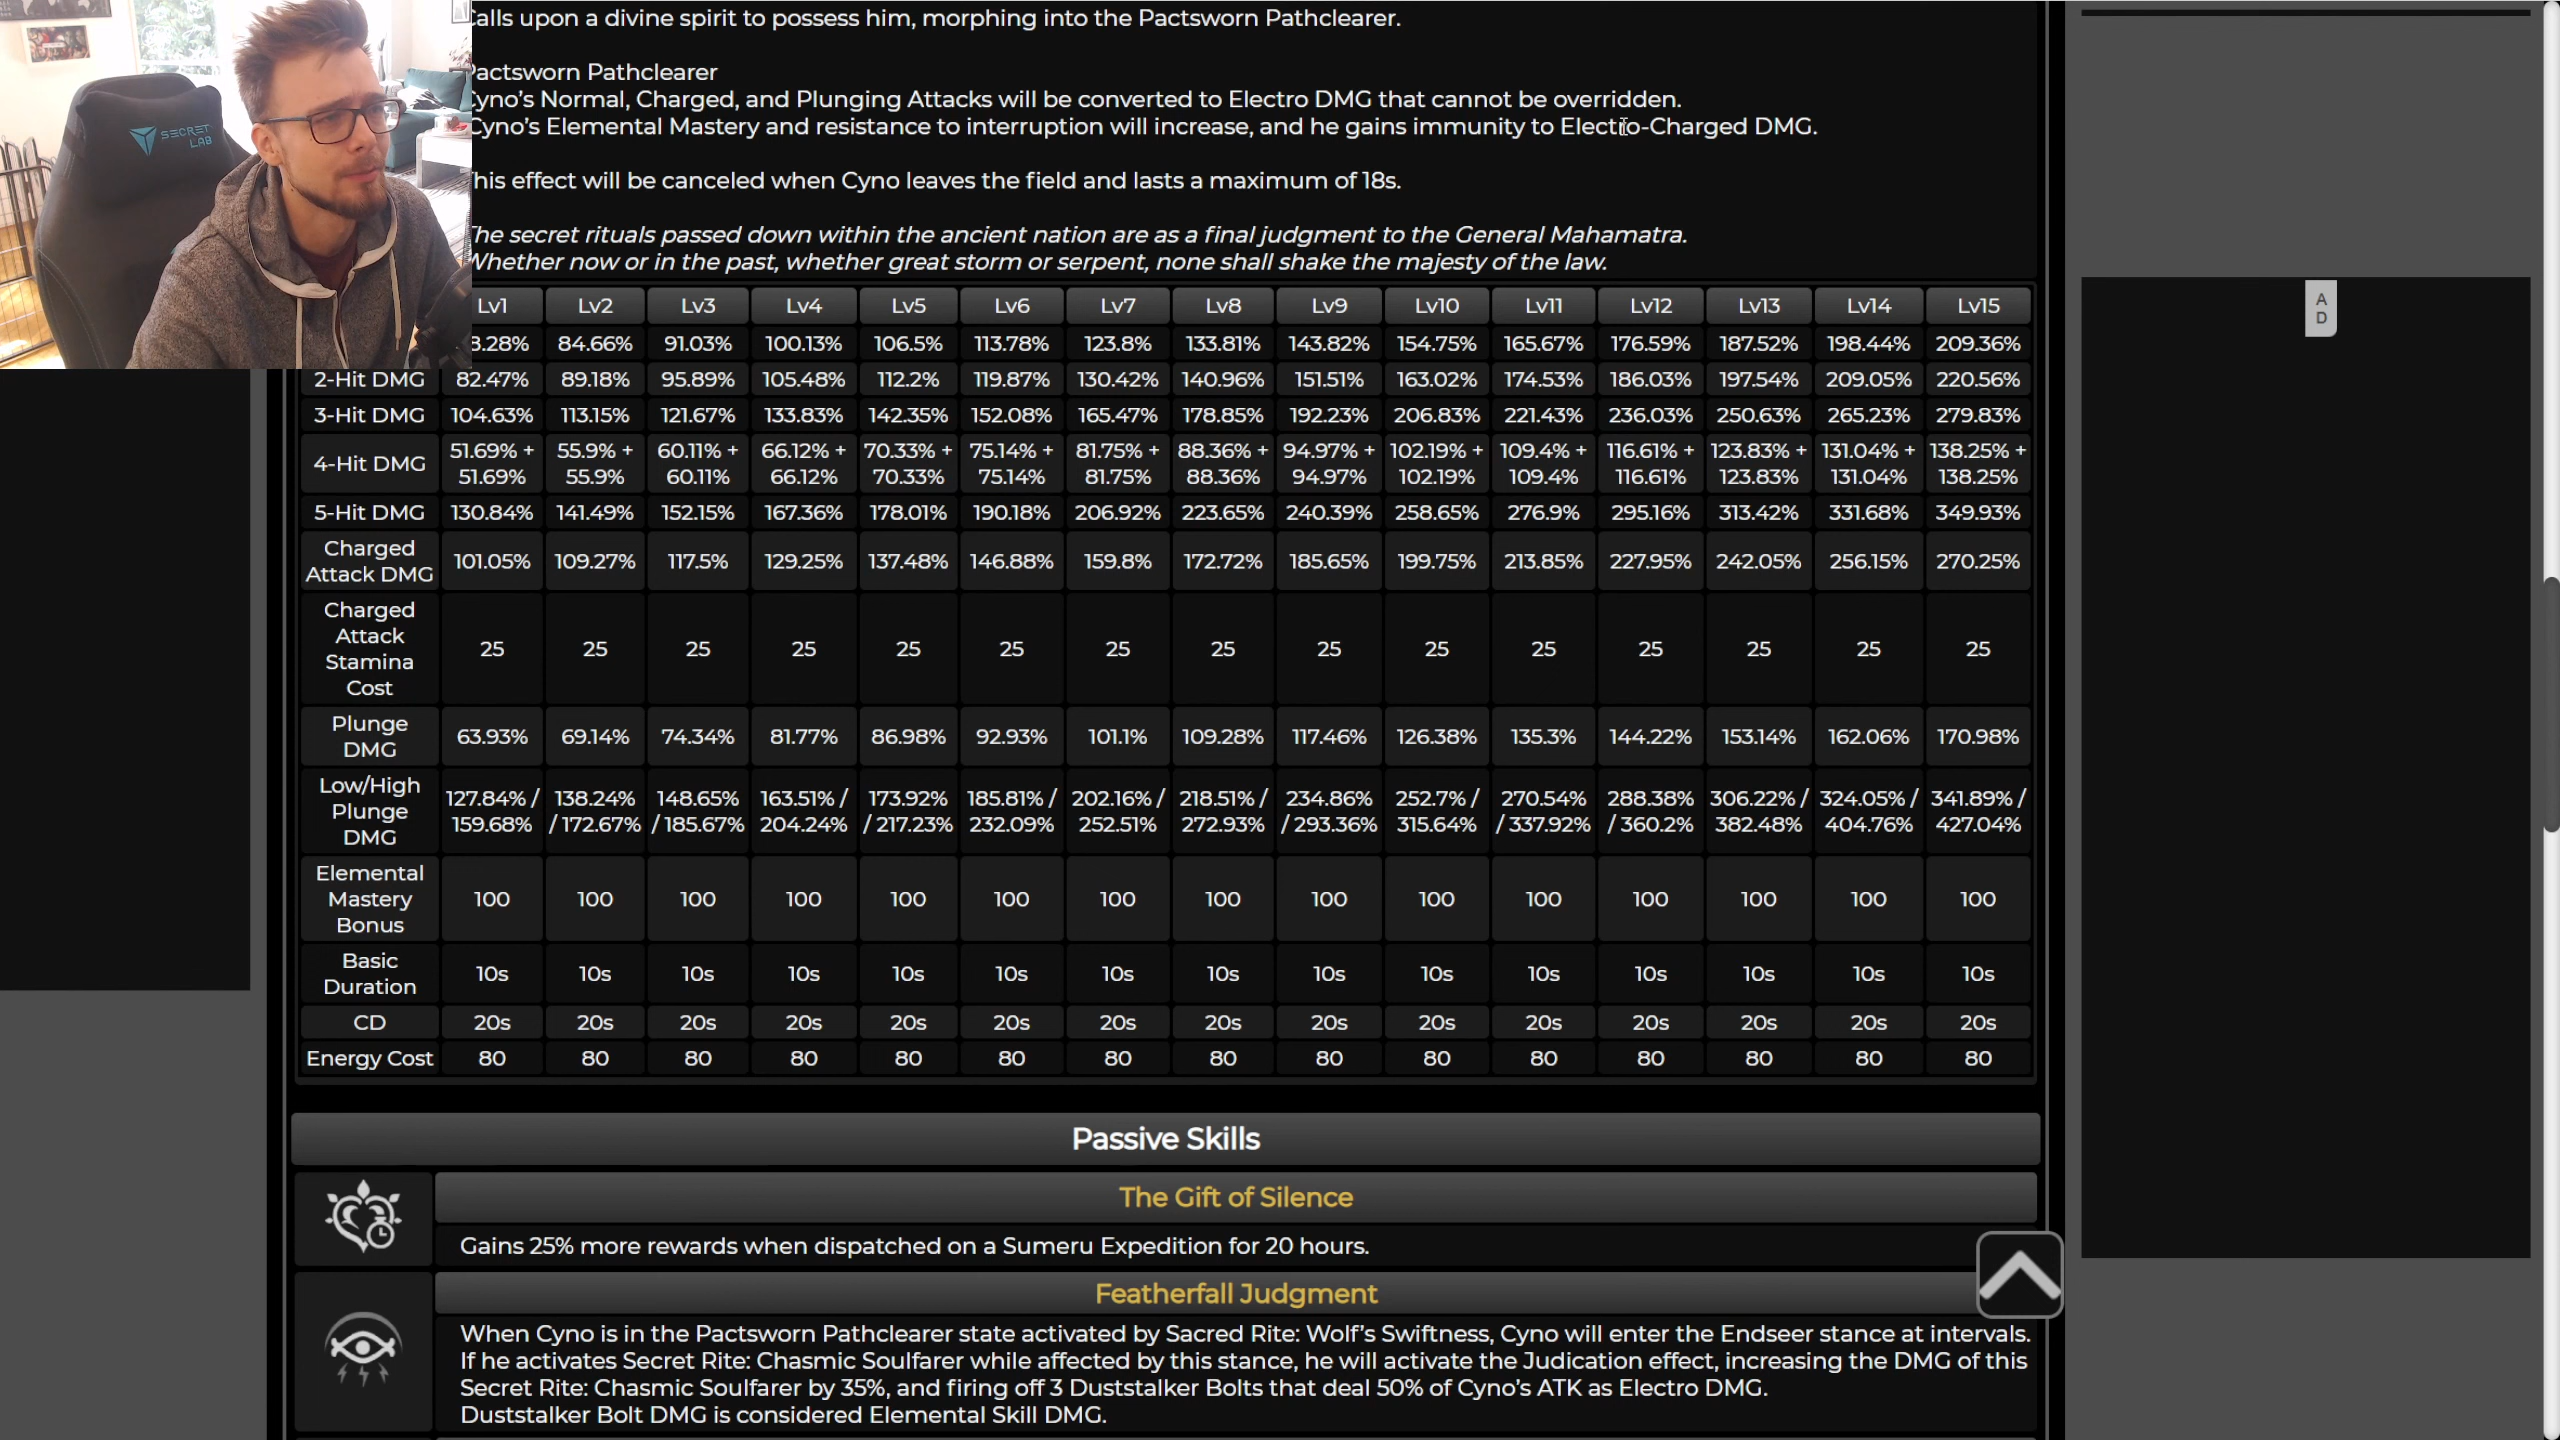 alls upon a divine spirit to possess him, morphing into the Pactsworn Pathclearer.
Pactsworn Pathclearer
Cyno's Normal, Charged, and Plunging Attacks will be converted to Electro DMG that cannot be overridden.
Cyno's Elemental Mastery and resistance to interruption will increase, and he gains immunity to Electro-Charged DMG.
This effect will be canceled when Cyno leaves the field and lasts a maximum of 18s.
The secret rituals passed down within the ancient nation are as a final judgment to the General Mahamatra.
Whether now or in the past, whether great storm or serpent, none shall shake the majesty of the law.
SECRET
LAB
Lv1 Lv2 Lv3 Lv4 Lv5 Lv6 Lv7 Lv8 Lv9 Lv10 Lv11 Lv12 Lv13 Lv14 Lv15
8.28% 84.66% 91.03% 100.13% 106.5% 113.78% 123.8% 133.81% 143.82% 154.75% 165.67% 176.59% 187.52% 198.44% 209.36%
2-Hit DMG 82.47% 89.18% 95.89% 105.48% 112.2% 119.87% 130.42% 140.96% 151.51% 163.02% 174.53% 186.03% 197.54% 209.05% 220.56%
3-Hit DMG 104.63% 113.15% 121.67% 133.83% 142.35% 152.08% 165.47% 178.85% 192.23% 206.83% 221.43% 236.03% 250.63% 265.23% 279.83%
4-Hit DMG 51.69% + 55.9% + 60.11% + 66.12% + 70.33% + 75.14% + 81.75% + 88.36% + 94.97% + 102.19% + 109.4% + 116.61% + 123.83% + 131.04% + 138.25% +
51.69% 55.9% 60.11% 66.12% 70.33% 75.14% 81.75% 88.36% 94.97% 102.19% 109.4% 116.61% 123.83% 131.04% 138.25%
5-Hit DMG 130.84% 141.49% 152.15% 167.36% 178.01% 190.18% 206.92% 223.65% 240.39% 258.65% 276.9% 295.16% 313.42% 331.68% 349.93%
Charged
Attack DMG 101.05% 109.27% 117.5% 129.25% 137.48% 146.88% 159.8% 172.72% 185.65% 199.75% 213.85% 227.95% 242.05% 256.15% 270.25%
Charged
Attack
Stamina
Cost 25 25 25 25 25 25 25 25 25 25 25 25 25 25 25
Plunge
DMG 63.93% 69.14% 74.34% 81.77% 86.98% 92.93% 101.1% 109.28% 117.46% 126.38% 135.3% 144.22% 153.14% 162.06% 170.98%
Low/High
Plunge
DMG 127.84% / 138.24% 148.65% 163.51% / 173.92% 185.81% / 202.16% / 218.51% / 234.86% 252.7% / 270.54% 288.38% 306.22% / 324.05% / 341.89% /
159.68% / 172.67% / 185.67% 204.24% / 217.23% 232.09% 252.51% 272.93% / 293.36% 315.64% / 337.92% / 360.2% 382.48% 404.76% 427.04%
Elemental
Mastery
Bonus 100 100 100 100 100 100 100 100 100 100 100 100 100 100 100
Basic
Duration 10s 10s 10s 10s 10s 10s 10s 10s 10s 10s 10s 10s 10s 10s 10s
CD 20s 20s 20s 20s 20s 20s 20s 20s 20s 20s 20s 20s 20s 20s 20s
Energy Cost 80 80 80 80 80 80 80 80 80 80 80 80 80 80 80
A
D
Passive Skills
The Gift of Silence
Gains 25% more rewards when dispatched on a Sumeru Expedition for 20 hours.
Featherfall Judgment
When Cyno is in the Pactsworn Pathclearer state activated by Sacred Rite: Wolf's Swiftness, Cyno will enter the Endseer stance at intervals.
If he activates Secret Rite: Chasmic Soulfarer while affected by this stance, he will activate the Judication effect, increasing the DMG of this
Secret Rite: Chasmic Soulfarer by 35%, and firing off 3 Duststalker Bolts that deal 50% of Cyno's ATK as Electro DMG.
Duststalker Bolt DMG is considered Elemental Skill DMG.